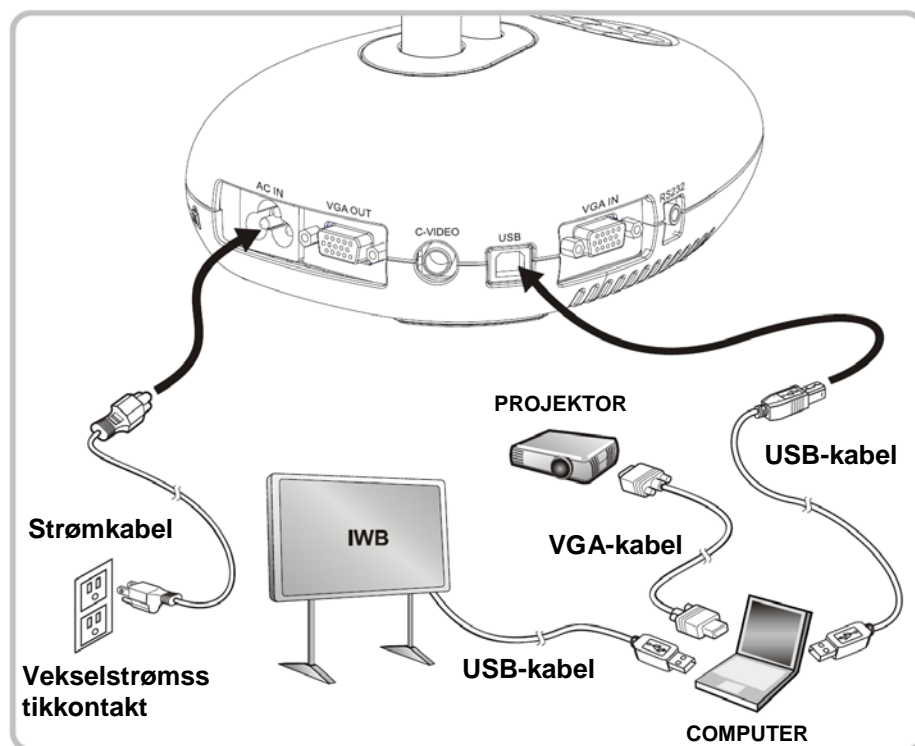 AC IN
VGA OUT
C-VIDEO
USB
VGA IN
RS232
PROJEKTOR
USB-kabel
Strømkabel
IWB
VGA-kabel
Vekselstrømss
tikkontakt
USB-kabel
COMPUTER